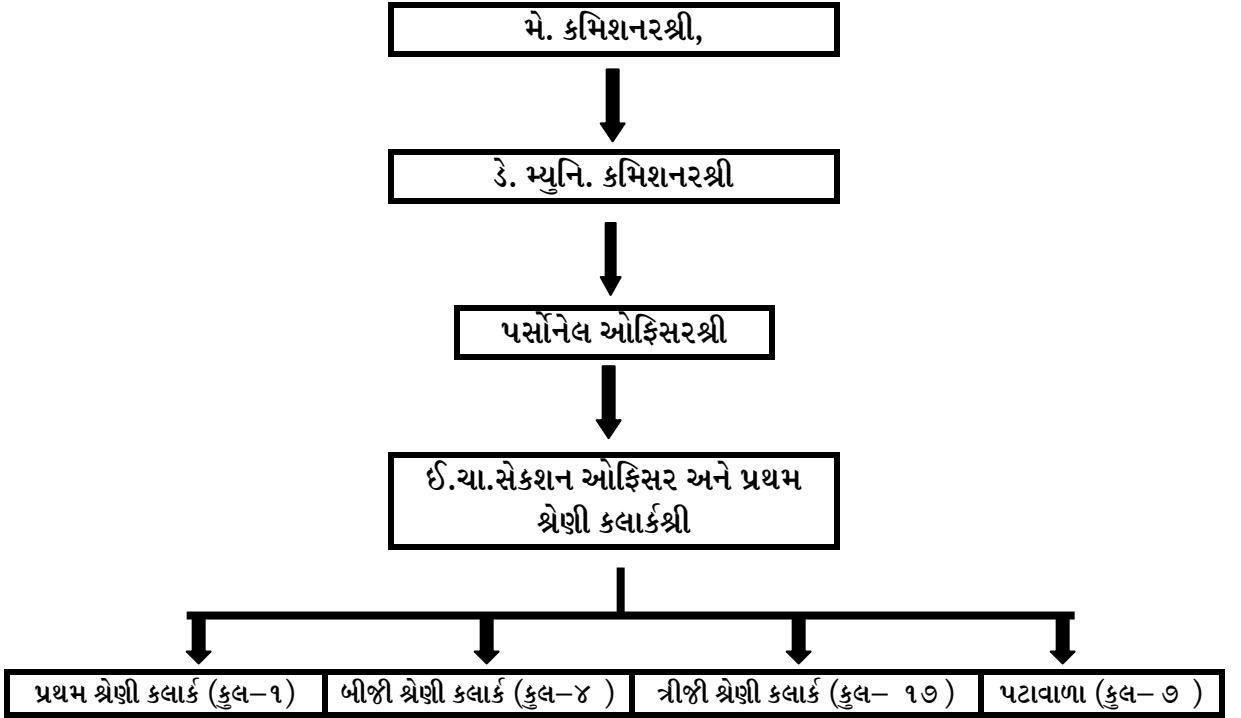 મે. કમિશનરશ્રી,
ડે. મ્યુનિ. કમિશનરશ્રી
પર્સોનેલ ઓફિસરશ્રી
ઈ.ચા.સેકશન ઓફિસર અને પ્રથમ
શ્રેણી કલાર્કશ્રી
પ્રથમ શ્રેણી કલાર્ક (કુલ–૧)
બીજી શ્રેણી કલાર્ક (કુલ–૪ )
ત્રીજી શ્રેણી કલાર્ક (કુલ– ૧૭ )
પટાવાળા (કુલ– ૭ )